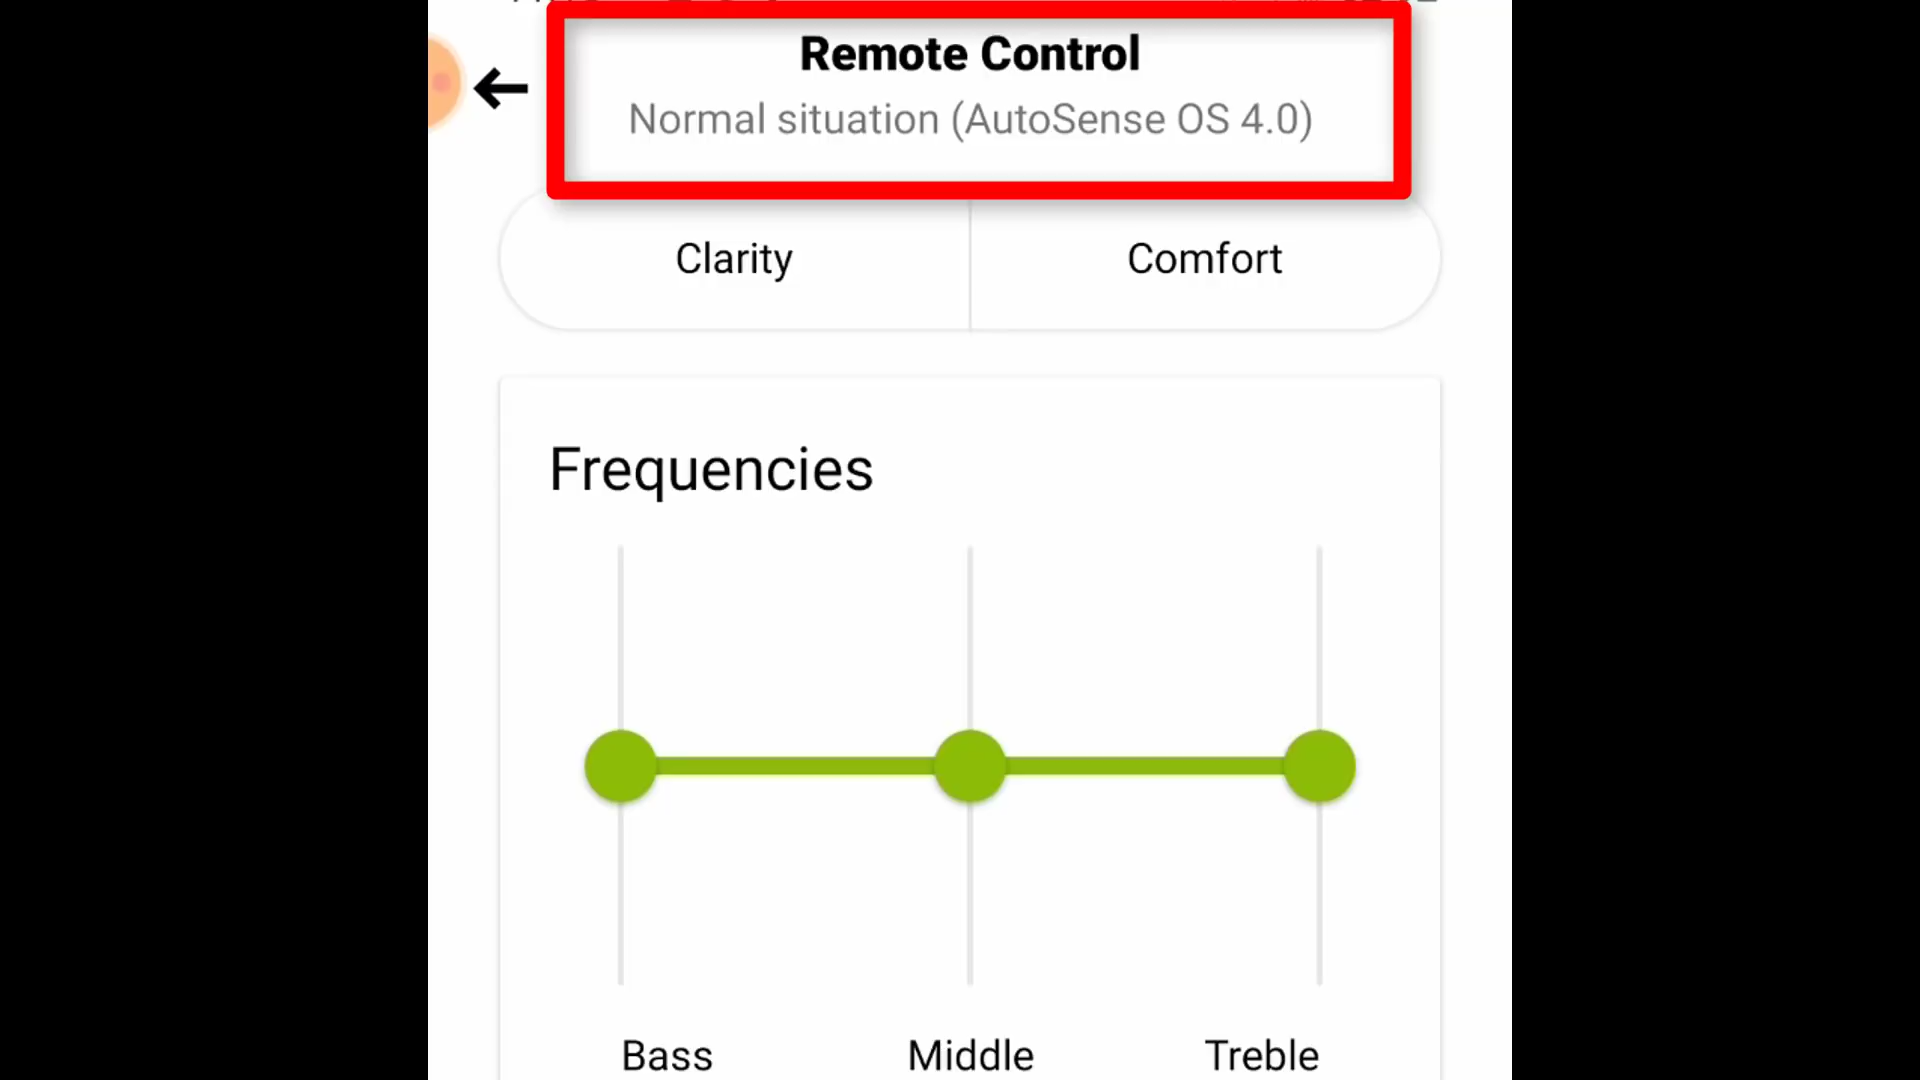 Remote Control
Normal situation (AutoSense OS 4.0)
Clarity Comfort
Frequencies
Bass Middle Treble